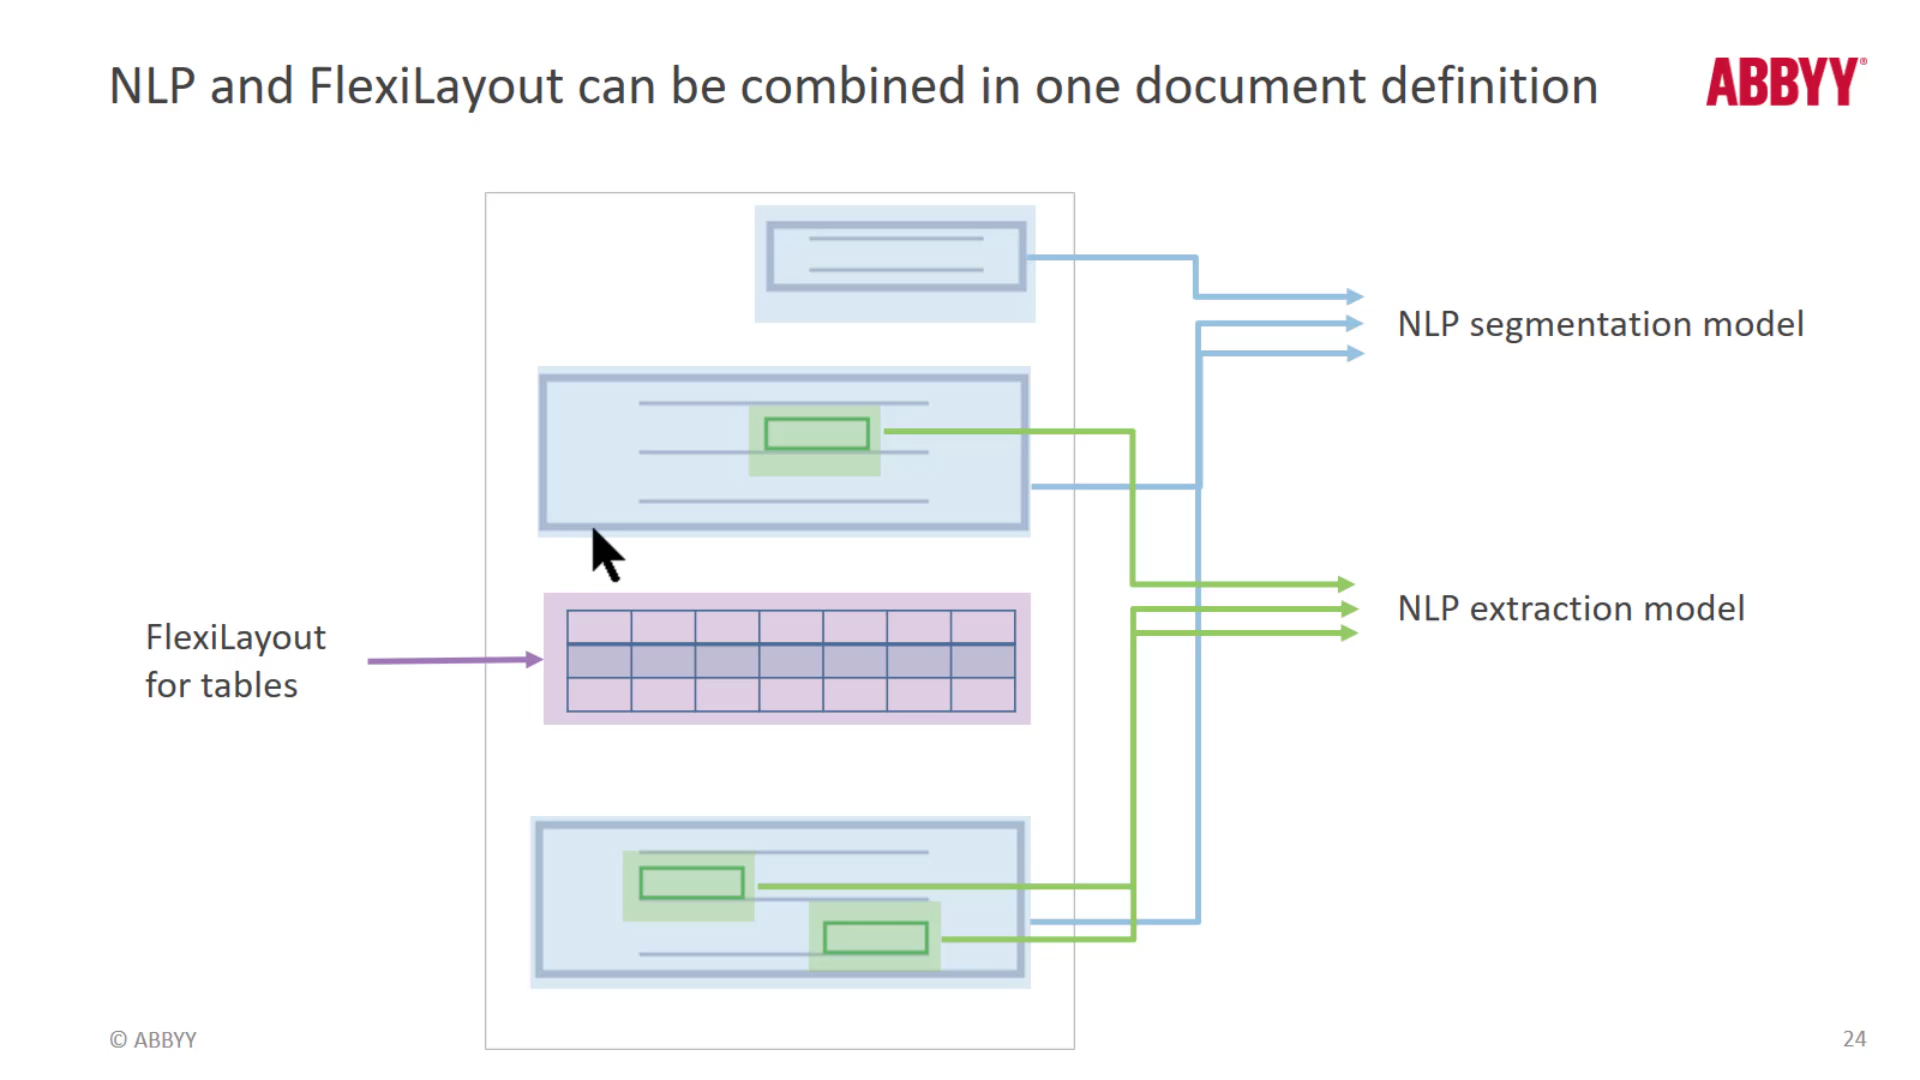 NLP and FlexiLayout can be combined in one document definition
ABBYY®
NLP segmentation model
NLP extraction model
FlexiLayout
for tables
© ABBYY
24